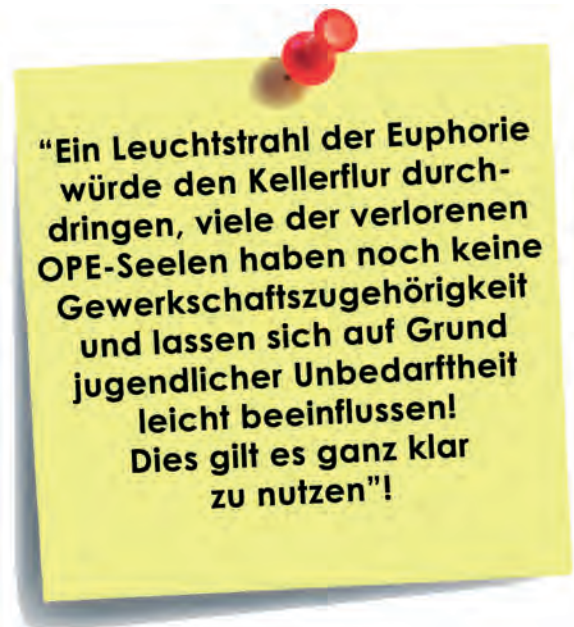 “Ein Leuchtstrahl der Euphorie
würde den Kellerflur durch-
dringen, viele der verlorenen
OPE-Seelen haben noch keine
Gewerkschaftszugehörigkeit
und lassen sich auf Grund
jugendlicher Unbedarftheit
leicht beeinflussen!
Dies gilt es ganz klar
zu nutzen”!